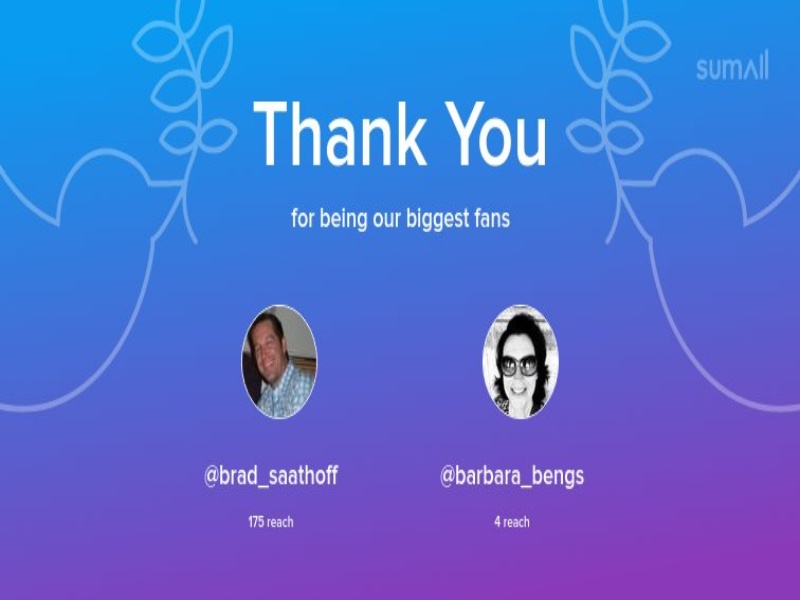 sumall
Thank You
for being our biggest fans
@brad_saathoff
@barbara_bengs
175 reach
4 reach